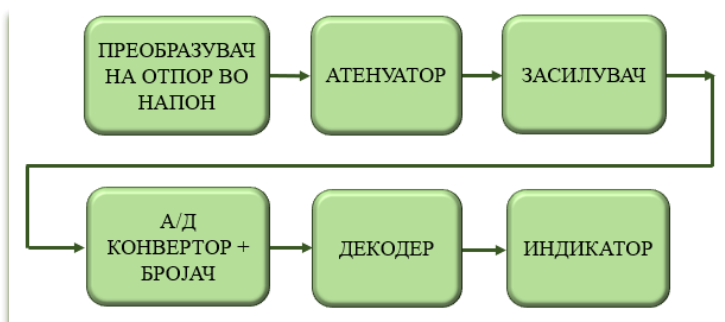 ПРЕОБРАЗУВАЧ
НА ОТПОР ВО
НАПОН
АТЕНУАТОР
ЗАСИЛУВАЧ
А/Д
КОНВЕРТОР +
БРОЈАЧ
ДЕКОДЕР
ИНДИКАТОР